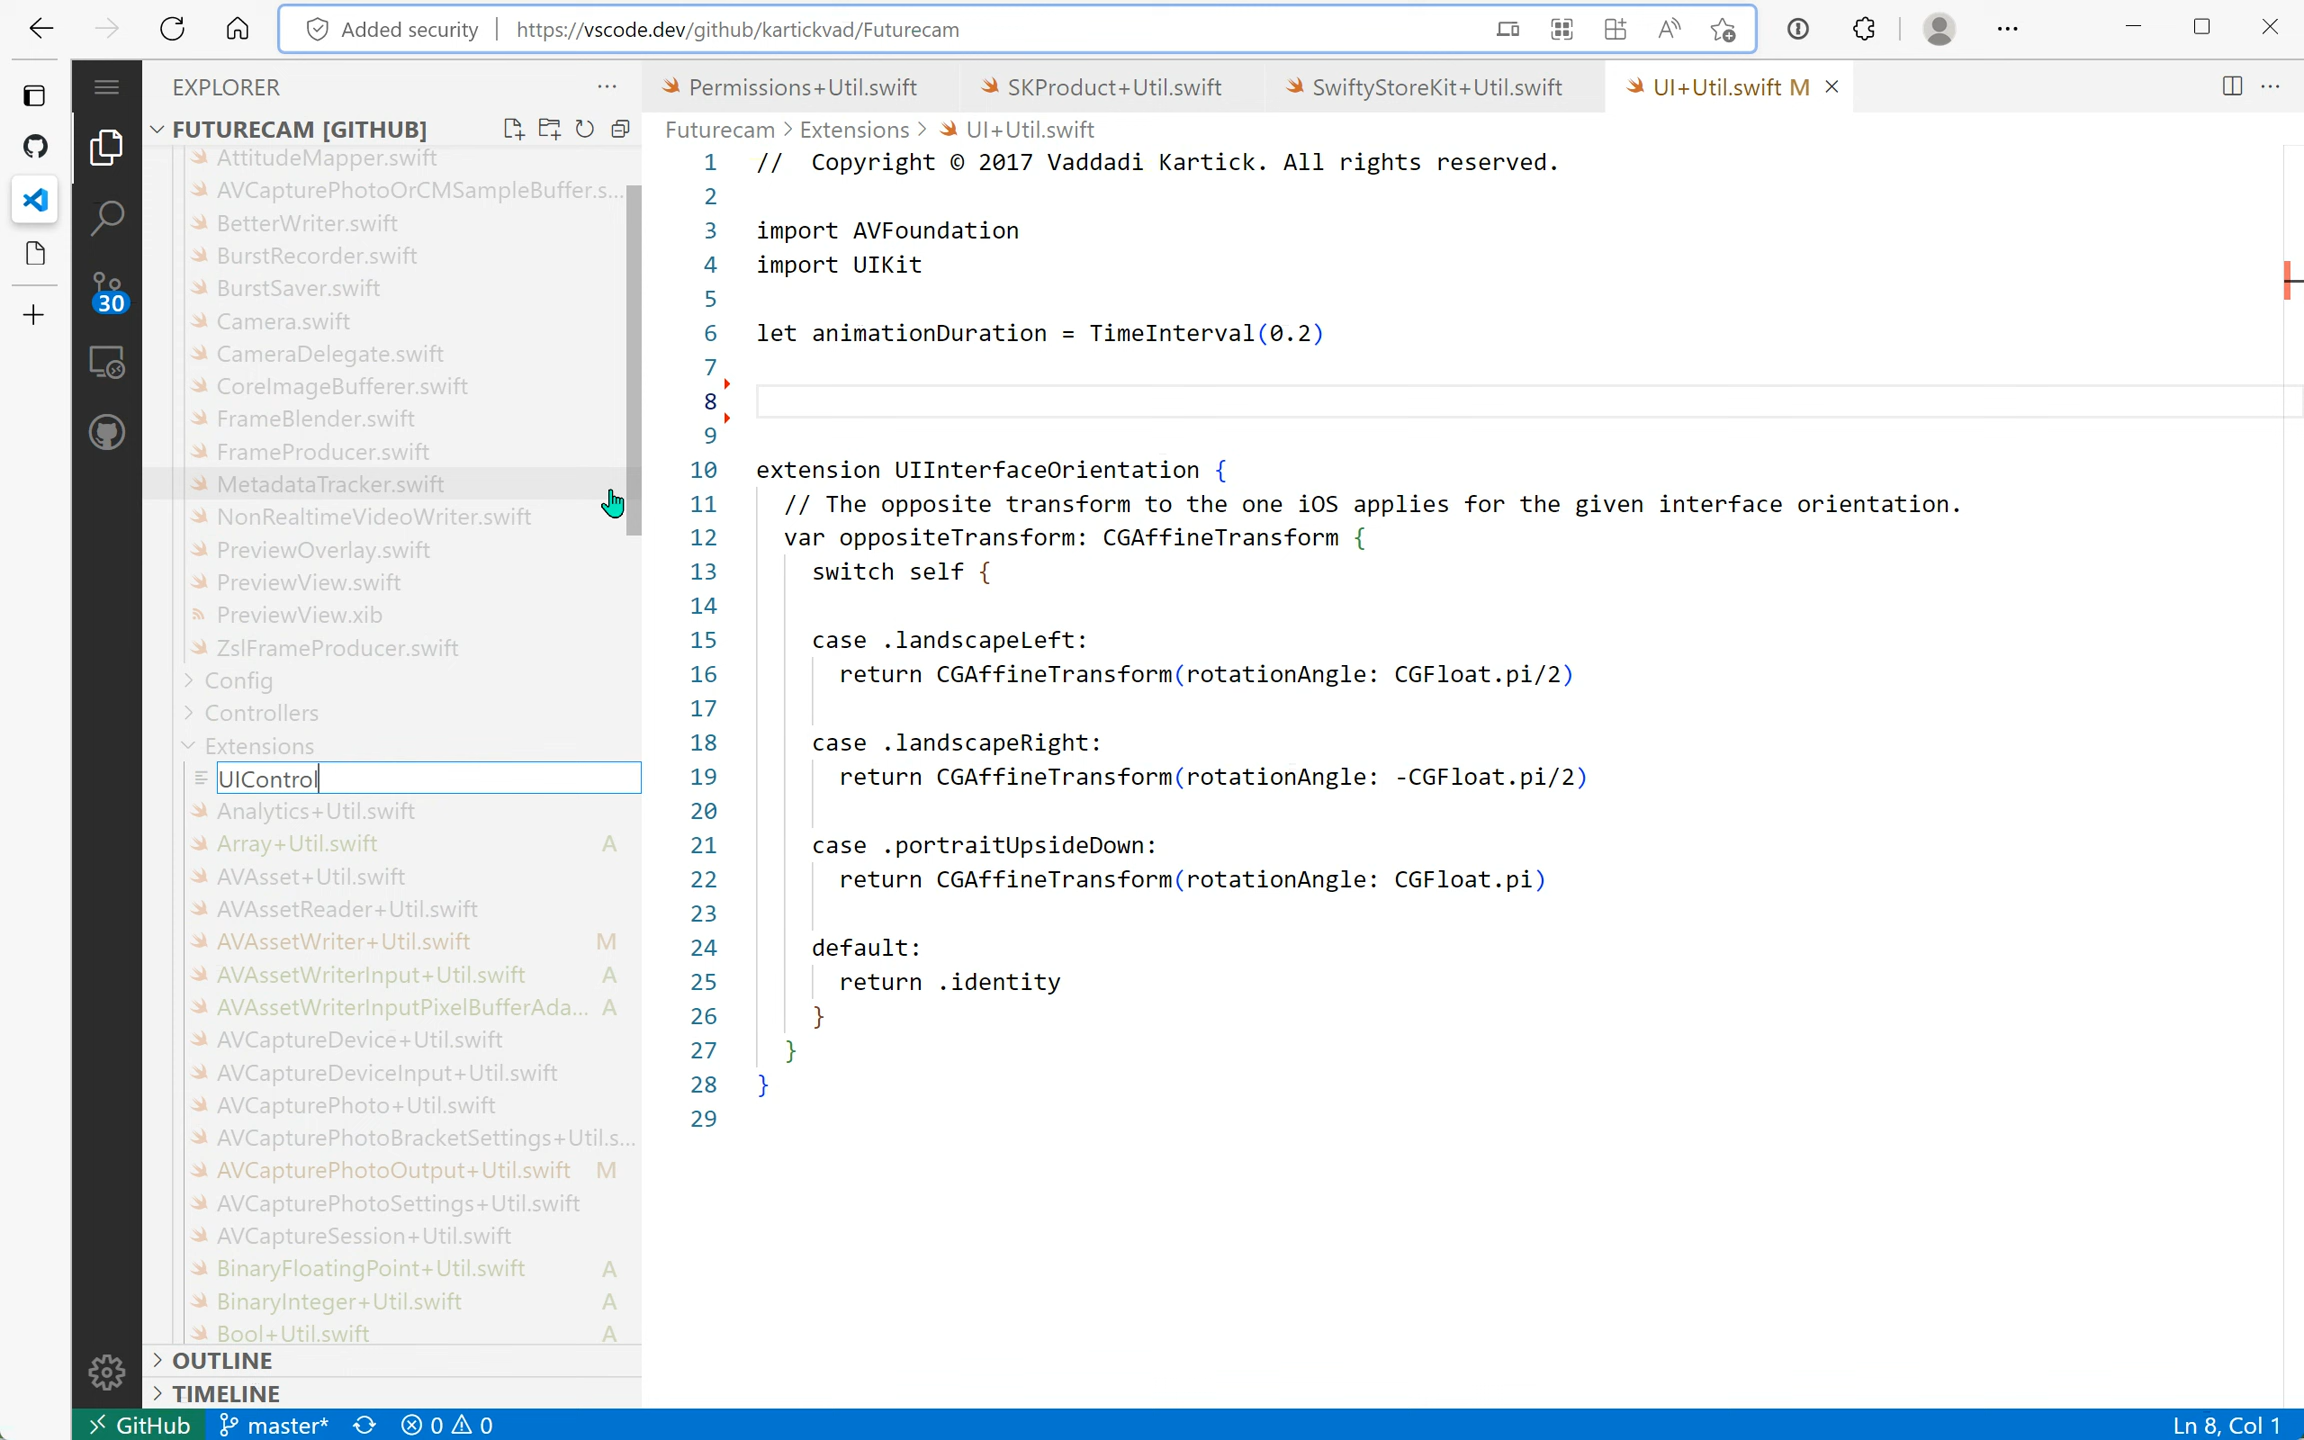 Added security
https://vscode.dev/github/kartickvad/Futurecam
EXPLORER
FUTURECAM [GITHUB]
AttitudeMapper.swift
AVCapturePhotoOrCMSampleBuffer.s...
BetterWriter.swift
BurstRecorder.swift
BurstSaver.swift
Camera.swift
CameraDelegate.swift
CoreImageBufferer.swift
FrameBlender.swift
FrameProducer.swift
MetadataTracker.swift
NonRealtimeVideoWriter.swift
PreviewOverlay.swift
PreviewView.swift
PreviewView.xib
ZslFrameProducer.swift
Config
Controllers
Extensions
UIControl
Analytics+Util.swift
Array+Util.swift A
AVAsset+Util.swift
AVAssetReader+Util.swift
AVAssetWriter+Util.swift M
AVAssetWriterInput+Util.swift A
AVAssetWriterInputPixelBufferAda... A
AVCaptureDevice+Util.swift
AVCaptureDeviceInput+Util.swift
AVCapturePhoto+Util.swift
AVCapturePhotoBracketSettings+Util.s...
AVCapturePhotoOutput+Util.swift M
AVCapturePhotoSettings+Util.swift
AVCaptureSession+Util.swift
BinaryFloatingPoint+Util.swift A
BinaryInteger+Util.swift A
Bool+Util.swift A
OUTLINE
TIMELINE
30
Permissions+Util.swift
SKProduct+Util.swift
SwiftyStoreKit+Util.swift
UI+Util.swift M
Futurecam > Extensions > UI+Util.swift
1 // Copyright © 2017 Vaddadi Kartick. All rights reserved.
2
3 import AVFoundation
4 import UIKit
5
6 let animationDuration = TimeInterval(0.2)
7
8
9
10 extension UIInterfaceOrientation {
11 // The opposite transform to the one iOS applies for the given interface orientation.
12 var oppositeTransform: CGAffineTransform {
13 switch self {
14
15 case .landscapeLeft:
16 return CGAffineTransform(rotationAngle: CGFloat.pi/2)
17
18 case .landscapeRight:
19 return CGAffineTransform(rotationAngle: -CGFloat.pi/2)
20
21 case .portraitUpsideDown:
22 return CGAffineTransform(rotationAngle: CGFloat.pi)
23
24 default:
25 return .identity
26 }
27 }
28 }
29
GitHub master* 0 0
Ln 8, Col 1